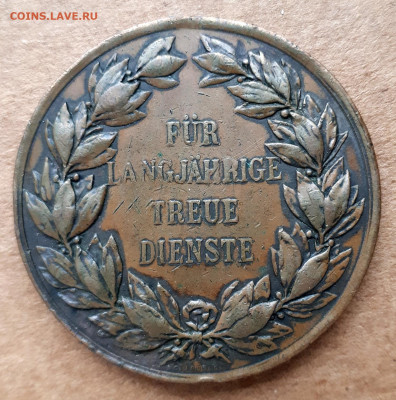 COINS.LAVE.RU
FÜR
LANGJÄHRIGE
TREUE
DIENSTE